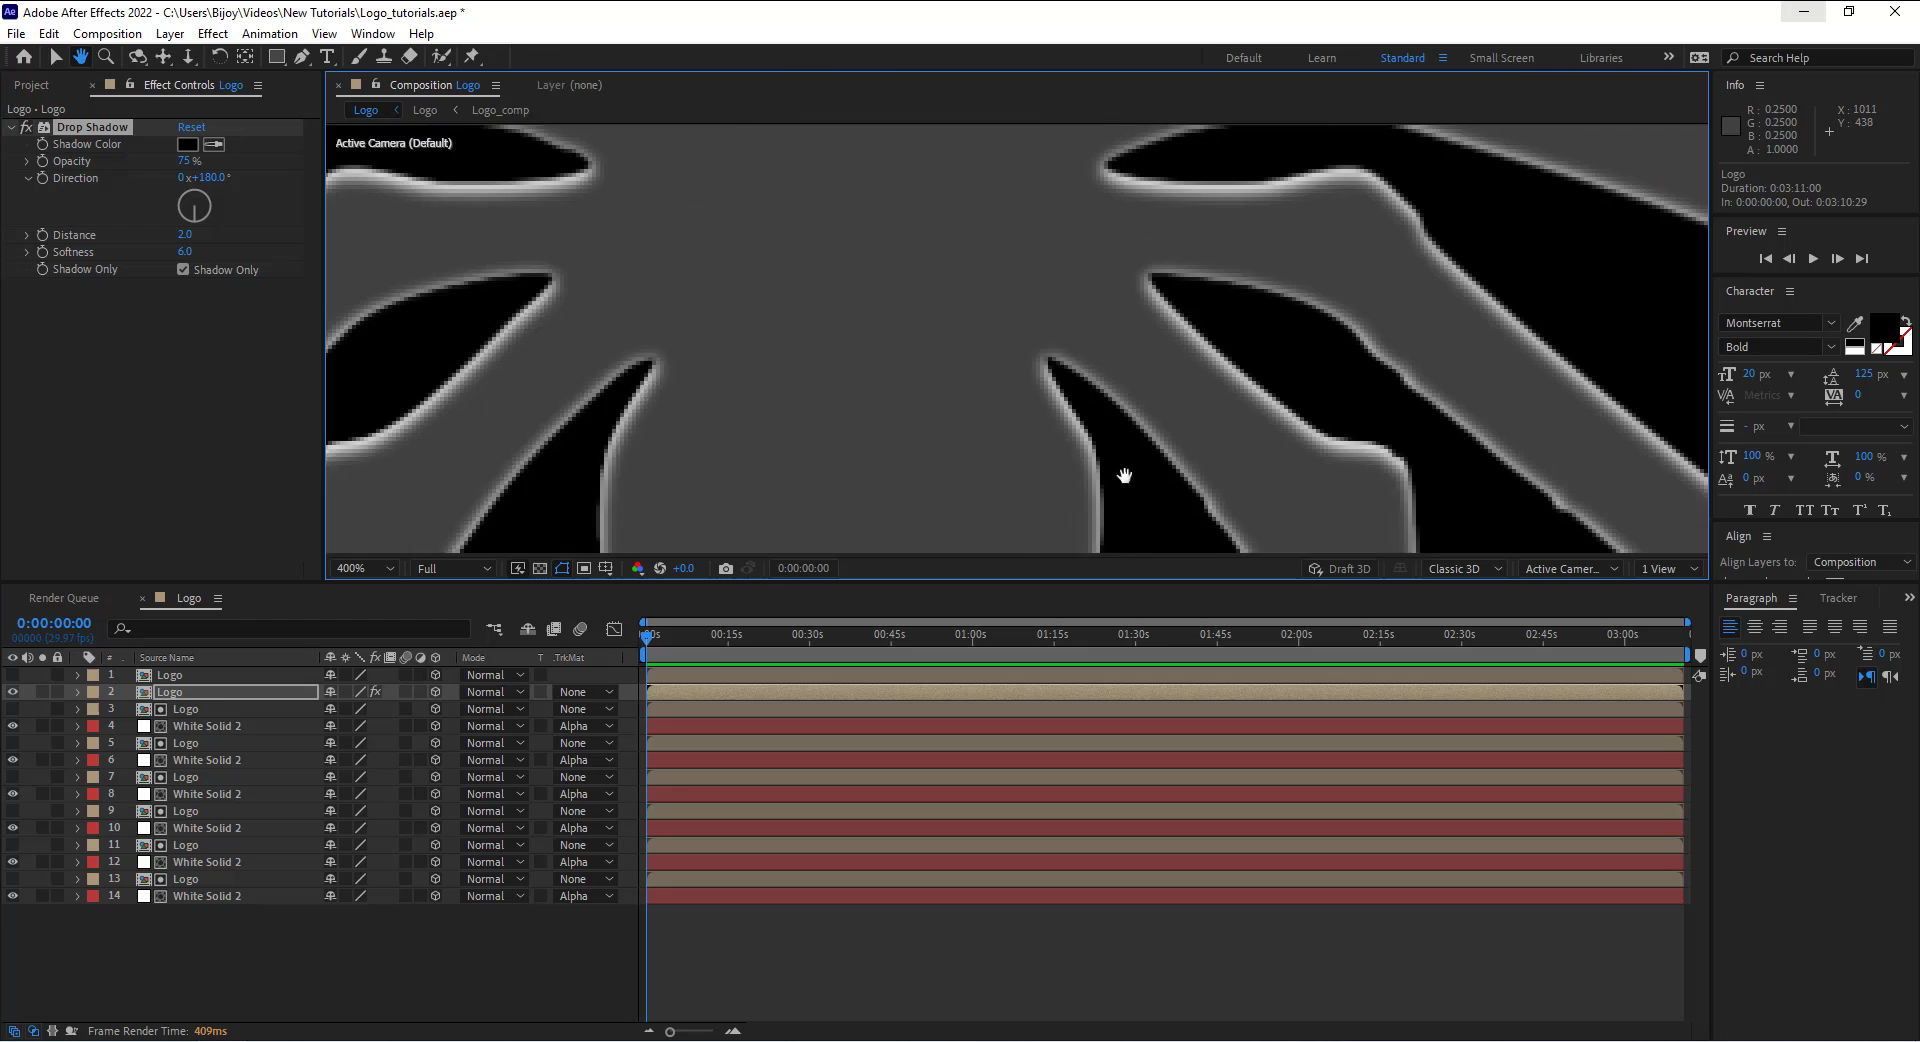 Ae Adobe After Effects 2022 - C:\Users\Bijoy\Videos\New Tutorials\Logo_tutorials.aep *
File Edit Composition Layer Effect Animation View Window Help
Default Learn Standard Small Screen Libraries Search Help
Project Effect Controls Logo
Logo • Logo
fx Drop Shadow Reset
Shadow Color
Opacity 75 %
Direction 0 x+180.0 °
Distance 2.0
Softness 6.0
Shadow Only Shadow Only
Composition Logo Layer (none)
Logo Logo Logo_comp
Active Camera (Default)
400% Full +0.0 0:00:00:00 Draft 3D Classic 3D Active Camer... 1 View
Info
R : 0.2500 X : 1011
G : 0.2500 Y : 438
B : 0.2500
A : 1.0000
Logo
Duration: 0:03:11:00
In: 0:00:00:00, Out: 0:03:10:29
Preview
Character
Montserrat
Bold
20 px 125 px
Metrics 0
- px
100 % 100 %
0 px 0 %
T T TT Tt T¹ T₁
Align
Align Layers to: Composition
Paragraph Tracker
0 px 0 px 0 px
0 px 0 px
Render Queue Logo
0:00:00:00
00000 (29.97 fps)
:00s 00:15s 00:30s 00:45s 01:00s 01:15s 01:30s 01:45s 02:00s 02:15s 02:30s 02:45s 03:00s
# Source Name fx Mode T .TrkMat
1 Logo Normal
2 Logo fx Normal None
3 Logo Normal None
4 White Solid 2 Normal Alpha
5 Logo Normal None
6 White Solid 2 Normal Alpha
7 Logo Normal None
8 White Solid 2 Normal Alpha
9 Logo Normal None
10 White Solid 2 Normal Alpha
11 Logo Normal None
12 White Solid 2 Normal Alpha
13 Logo Normal None
14 White Solid 2 Normal Alpha
Frame Render Time: 409ms